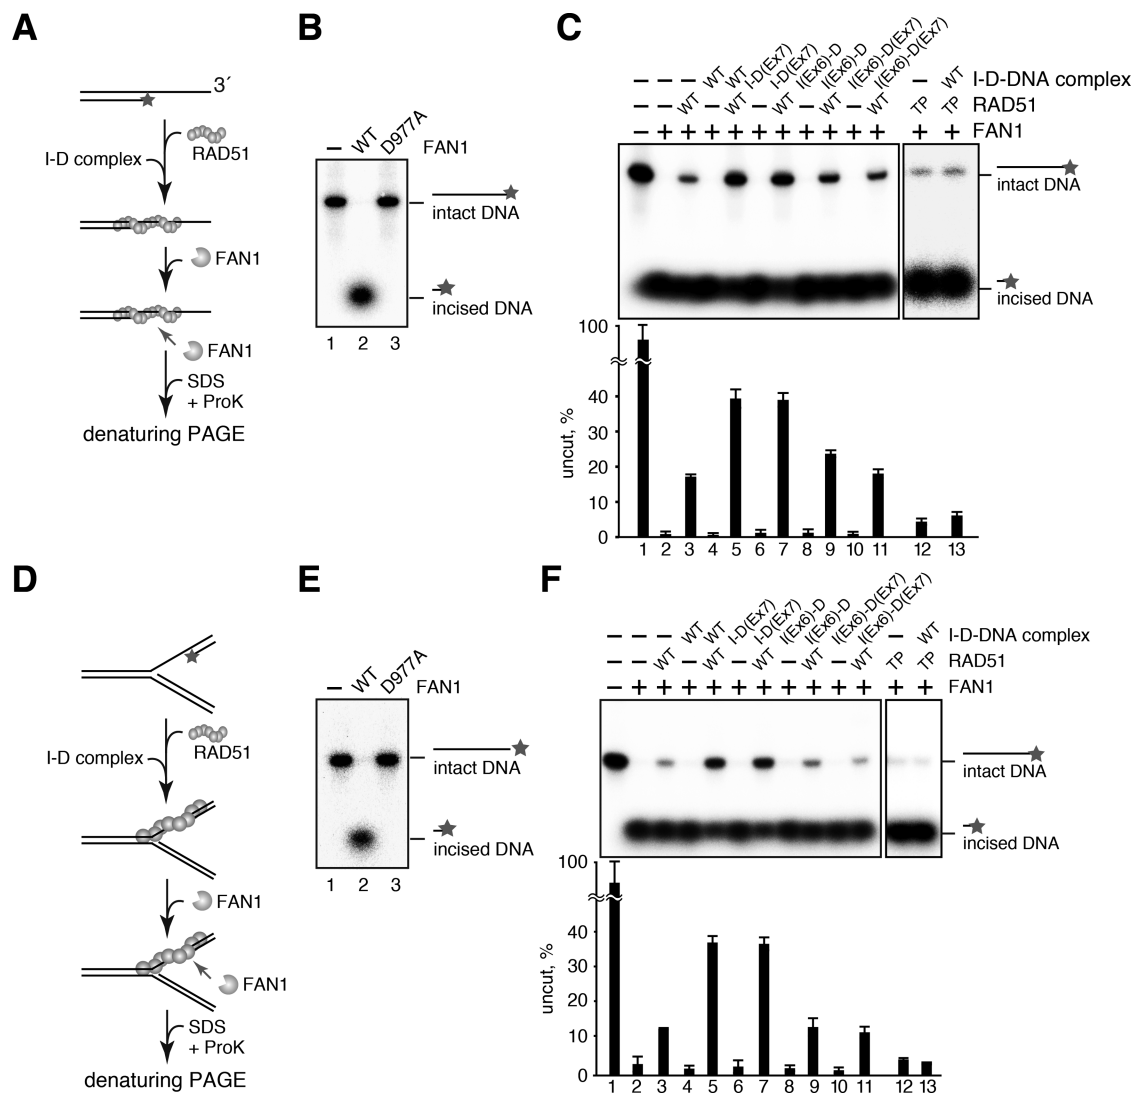 A
3´
RAD51
I-D complex
FAN1
FAN1
SDS
+ ProK
denaturing PAGE
B
– WT D977A FAN1
intact DNA
incised DNA
1 2 3
C
– – – WT WT I-D(Ex7) I-D(Ex7) I(Ex6)-D I(Ex6)-D I(Ex6)-D(Ex7) I(Ex6)-D(Ex7) – WT I-D-DNA complex
– – WT – WT – WT – WT – WT TP TP RAD51
– + + + + + + + + + + + + FAN1
intact DNA
incised DNA
uncut, %
100
40
30
20
10
0
1 2 3 4 5 6 7 8 9 10 11 12 13
D
RAD51
I-D complex
FAN1
FAN1
SDS
+ ProK
denaturing PAGE
E
– WT D977A FAN1
intact DNA
incised DNA
1 2 3
F
– – – WT WT I-D(Ex7) I-D(Ex7) I(Ex6)-D I(Ex6)-D I(Ex6)-D(Ex7) I(Ex6)-D(Ex7) – WT I-D-DNA complex
– – WT – WT – WT – WT – WT TP TP RAD51
– + + + + + + + + + + + + FAN1
intact DNA
incised DNA
uncut, %
100
40
30
20
10
0
1 2 3 4 5 6 7 8 9 10 11 12 13